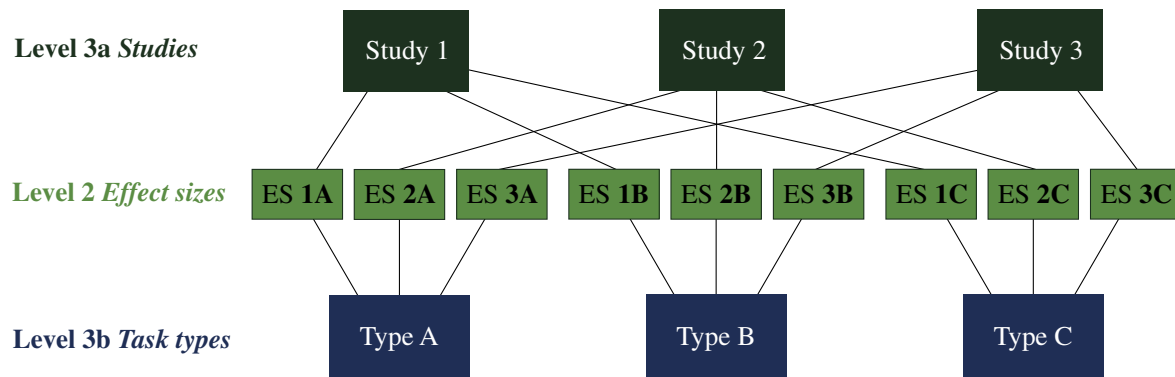 Level 3a Studies
Study 1
Study 2
Study 3
Level 2 Effect sizes
ES 1A
ES 2A
ES 3A
ES 1B
ES 2B
ES 3B
ES 1C
ES 2C
ES 3C
Level 3b Task types
Type A
Type B
Type C